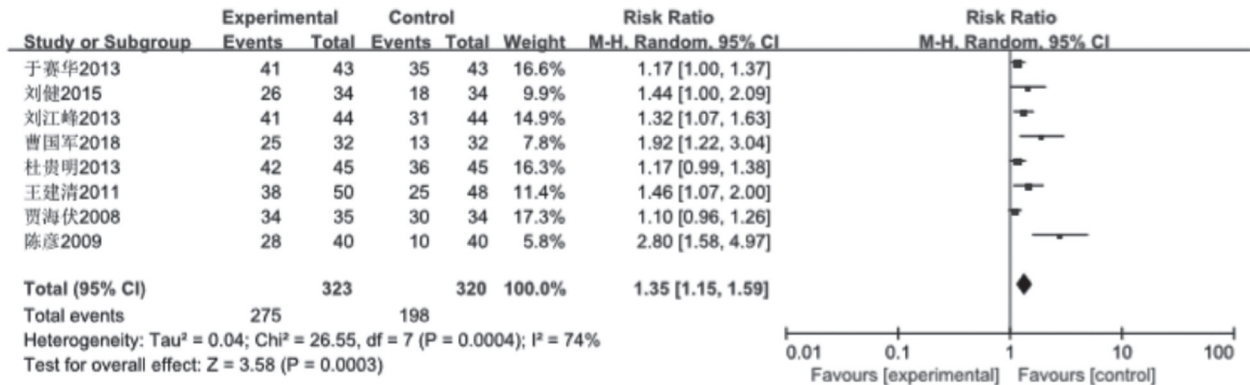 Experimental Control Risk Ratio Risk Ratio
Study or Subgroup Events Total Events Total Weight M-H, Random, 95% CI M-H, Random, 95% CI
于赛华2013 41 43 35 43 16.6% 1.17 [1.00, 1.37]
刘健2015 26 34 18 34 9.9% 1.44 [1.00, 2.09]
刘江峰2013 41 44 31 44 14.9% 1.32 [1.07, 1.63]
曹国军2018 25 32 13 32 7.8% 1.92 [1.22, 3.04]
杜贵明2013 42 45 36 45 16.3% 1.17 [0.99, 1.38]
王建清2011 38 50 25 48 11.4% 1.46 [1.07, 2.00]
贾海伏2008 34 35 30 34 17.3% 1.10 [0.96, 1.26]
陈彦2009 28 40 10 40 5.8% 2.80 [1.58, 4.97]
Total (95% CI) 323 320 100.0% 1.35 [1.15, 1.59]
Total events 275 198
Heterogeneity: Tau² = 0.04; Chi² = 26.55, df = 7 (P = 0.0004); I² = 74%
Test for overall effect: Z = 3.58 (P = 0.0003)
0.01 0.1 1 10 100
Favours [experimental] Favours [control]